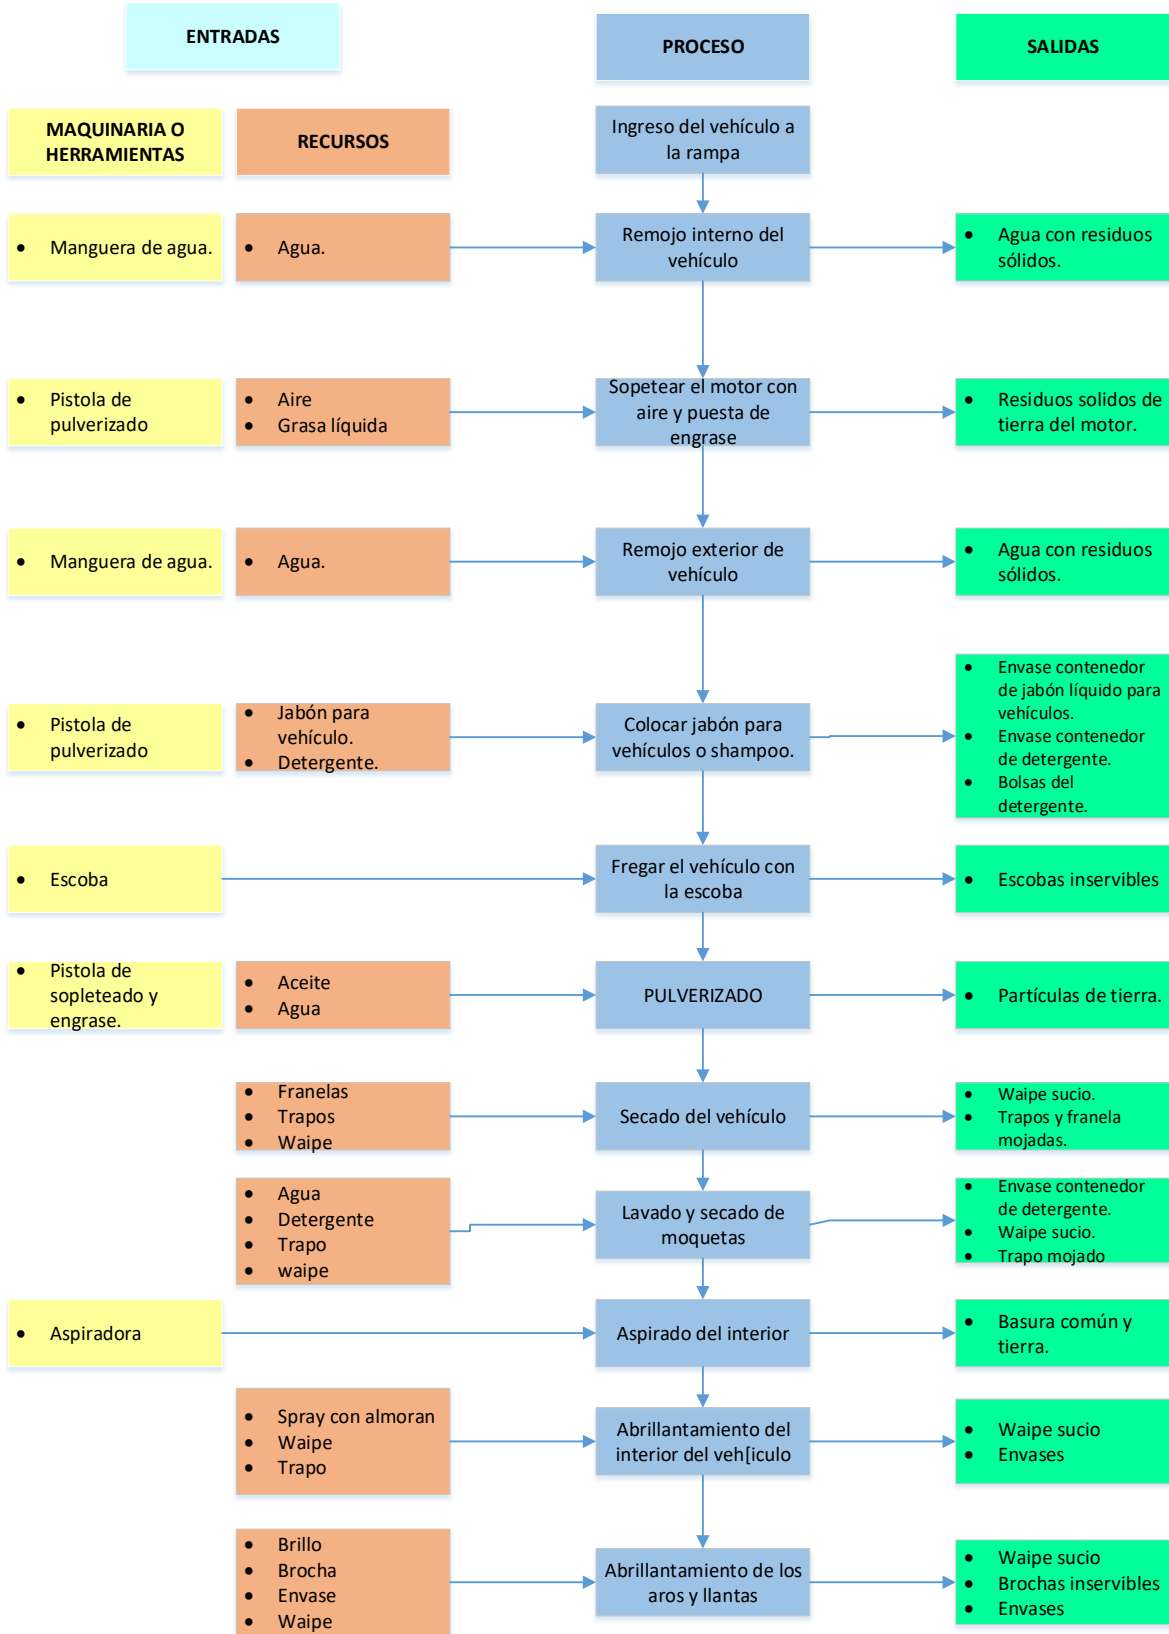 ENTRADAS
PROCESO
SALIDAS
MAQUINARIA O
HERRAMIENTAS
RECURSOS
Ingreso del vehículo a
la rampa
• Manguera de agua.
• Agua.
Remojo interno del
vehículo
• Agua con residuos
sólidos.
• Pistola de
pulverizado
• Aire
• Grasa líquida
Sopetear el motor con
aire y puesta de
engrase
• Residuos solidos de
tierra del motor.
• Manguera de agua.
• Agua.
Remojo exterior de
vehículo
• Agua con residuos
sólidos.
• Pistola de
pulverizado
• Jabón para
vehículo.
• Detergente.
Colocar jabón para
vehículos o shampoo.
• Envase contenedor
de jabón líquido para
vehículos.
• Envase contenedor
de detergente.
• Bolsas del
detergente.
• Escoba
Fregar el vehículo con
la escoba
• Escobas inservibles
• Pistola de
sopleteado y
engrase.
• Aceite
• Agua
PULVERIZADO
• Partículas de tierra.
• Franelas
• Trapos
• Waipe
Secado del vehículo
• Waipe sucio.
• Trapos y franela
mojadas.
• Agua
• Detergente
• Trapo
• waipe
Lavado y secado de
moquetas
• Envase contenedor
de detergente.
• Waipe sucio.
• Trapo mojado
• Aspiradora
Aspirado del interior
• Basura común y
tierra.
• Spray con almoran
• Waipe
• Trapo
Abrillantamiento del
interior del veh[iculo
• Waipe sucio
• Envases
• Brillo
• Brocha
• Envase
• Waipe
Abrillantamiento de los
aros y llantas
• Waipe sucio
• Brochas inservibles
• Envases